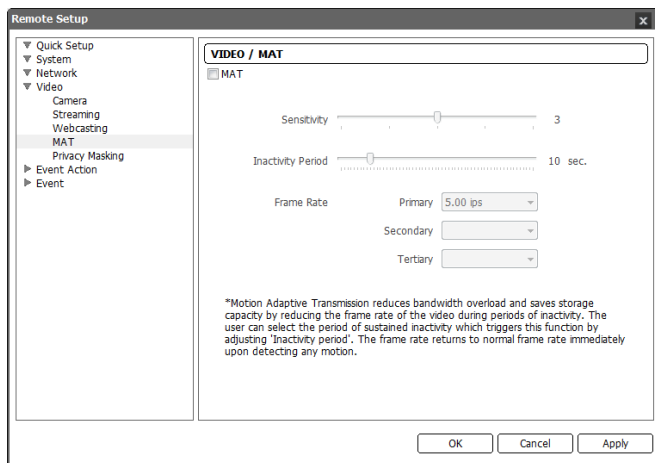 Remote Setup
x
Quick Setup
System
Network
Video
Camera
Streaming
Webcasting
MAT
Privacy Masking
Event Action
Event
VIDEO / MAT
MAT
Sensitivity 3
Inactivity Period 10 sec.
Frame Rate Primary 5.00 ips
Secondary
Tertiary
*Motion Adaptive Transmission reduces bandwidth overload and saves storage
capacity by reducing the frame rate of the video during periods of inactivity. The
user can select the period of sustained inactivity which triggers this function by
adjusting 'Inactivity period'. The frame rate returns to normal frame rate immediately
upon detecting any motion.
OK Cancel Apply